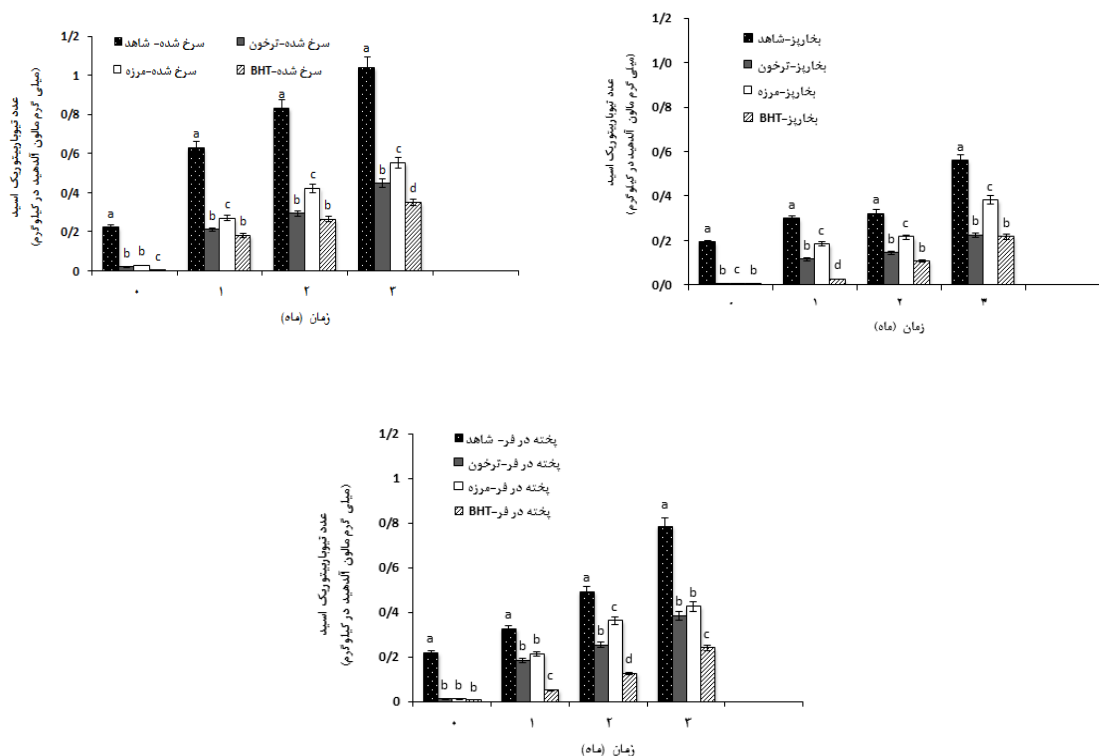 عدد تیوباربیتوریک اسید
(میلی گرم مالون آلدهید در کیلوگرم)
1/2
1
0/8
0/6
0/4
0/2
0
سرخ شده- شاهد
سرخ شده-ترخون
سرخ شده-مرزه
سرخ شده-BHT
a
b b c
a
b c b
a
b c b
a
b c d
۰ ۱ ۲ ۳
زمان (ماه)
عدد تیوباربیتوریک اسید
(میلی گرم مالون آلدهید در کیلوگرم)
1/2
1/0
0/8
0/6
0/4
0/2
0/0
بخارپز-شاهد
بخارپز-ترخون
بخارپز-مرزه
بخارپز-BHT
a
b c b
a
b c d
a
b c b
a
b c b
۰ ۱ ۲ ۳
زمان (ماه)
عدد تیوباربیتوریک اسید
(میلی گرم مالون آلدهید در کیلوگرم)
1/2
1
0/8
0/6
0/4
0/2
0
پخته در فر- شاهد
پخته در فر-ترخون
پخته در فر-مرزه
پخته در فر-BHT
a
b b b
a
b b c
a
b c d
a
b b c
۰ ۱ ۲ ۳
زمان (ماه)